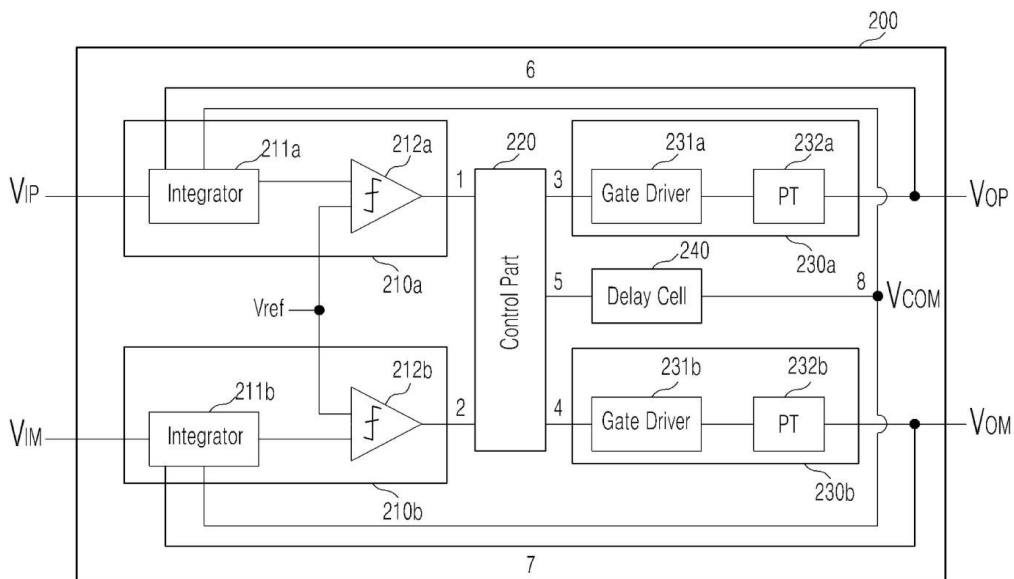 200
6
211a
212a
220
231a
232a
VIP
Integrator
1
3
Gate Driver
PT
VOP
210a
240
230a
Vref
Control Part
5
Delay Cell
8
VCOM
211b
212b
231b
232b
VIM
Integrator
2
4
Gate Driver
PT
VOM
210b
230b
7